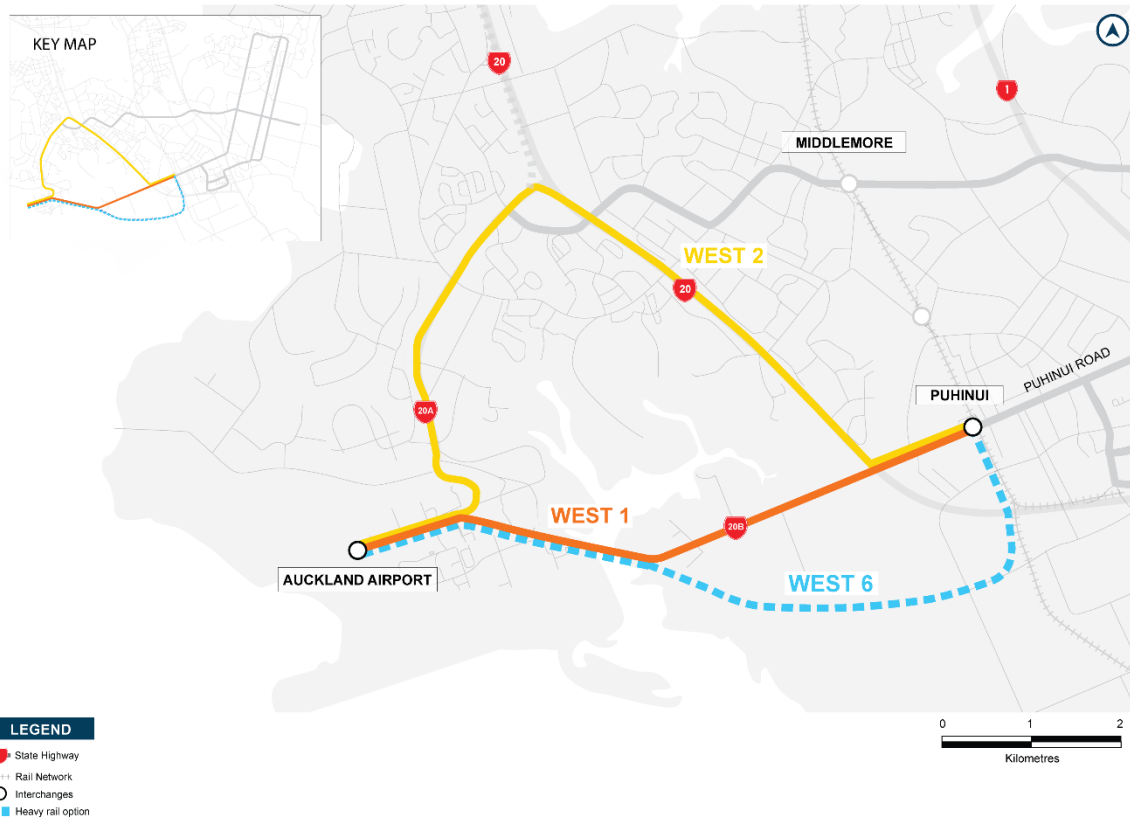 KEY MAP
20
1
MIDDLEMORE
WEST 2
20
PUHINUI ROAD
PUHINUI
20A
WEST 1
20B
AUCKLAND AIRPORT
WEST 6
LEGEND
State Highway
Rail Network
Interchanges
Heavy rail option
0 1 2
Kilometres